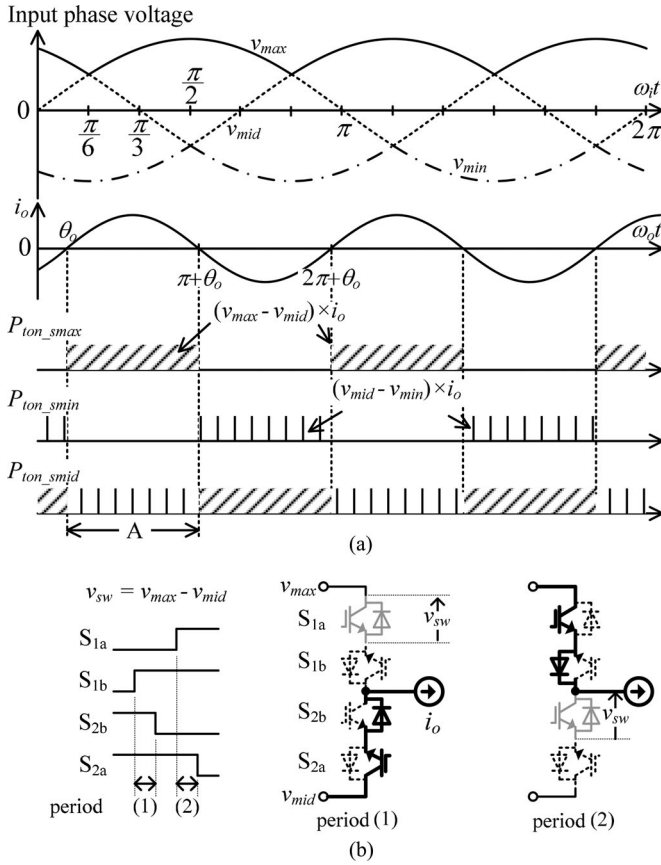 Input phase voltage
v_max
π/2
ω_i t
0
π/6
π/3
v_mid
π
v_min
2π
i_o
θ_o
0
ω_o t
π+θ_o
2π+θ_o
(v_max - v_mid)×i_o
P_ton_smax
(v_mid - v_min)×i_o
P_ton_smin
P_ton_smid
A
(a)
v_sw = v_max - v_mid
S_1a
S_1b
S_2b
S_2a
period
(1)
(2)
v_max
S_1a
v_sw
S_1b
S_2b
i_o
S_2a
v_mid
period (1)
v_sw
period (2)
(b)